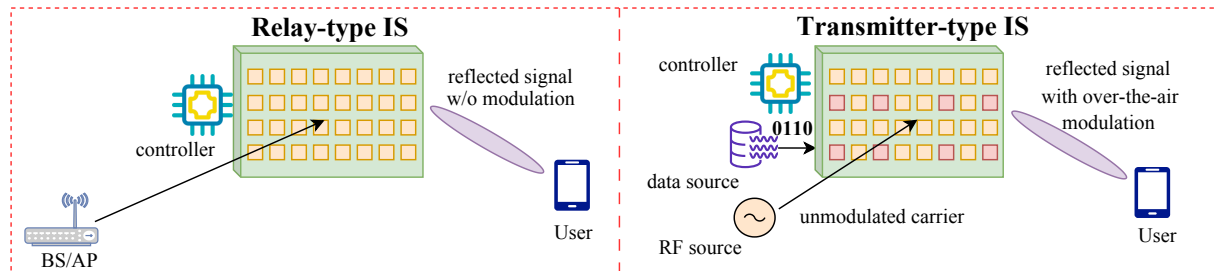 Relay-type IS
reflected signal
w/o modulation
controller
BS/AP
User
Transmitter-type IS
controller
0110
data source
RF source
unmodulated carrier
reflected signal
with over-the-air
modulation
User